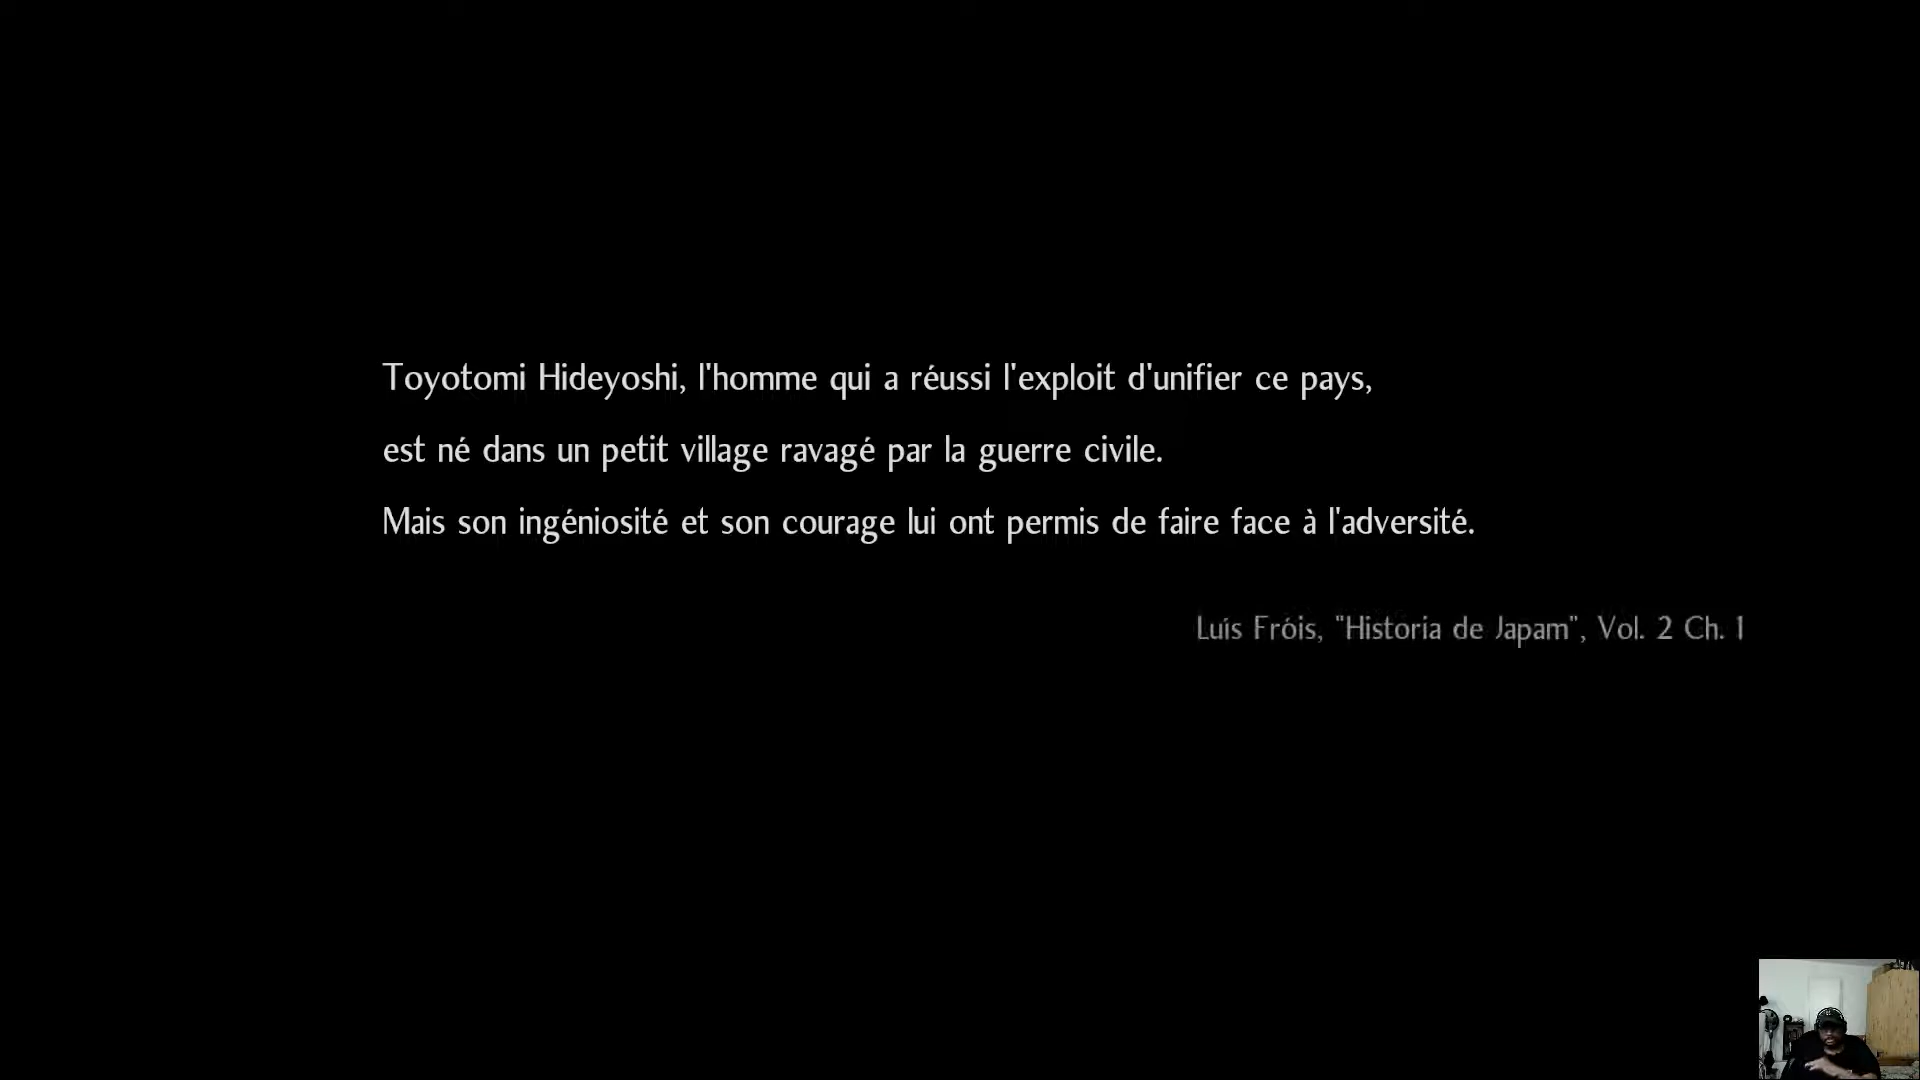 Toyotomi Hideyoshi, l'homme qui a réussi l'exploit d'unifier ce pays,
est né dans un petit village ravagé par la guerre civile.
Mais son ingéniosité et son courage lui ont permis de faire face à l'adversité.
Luís Fróis, "Historia de Japam", Vol. 2 Ch. 1